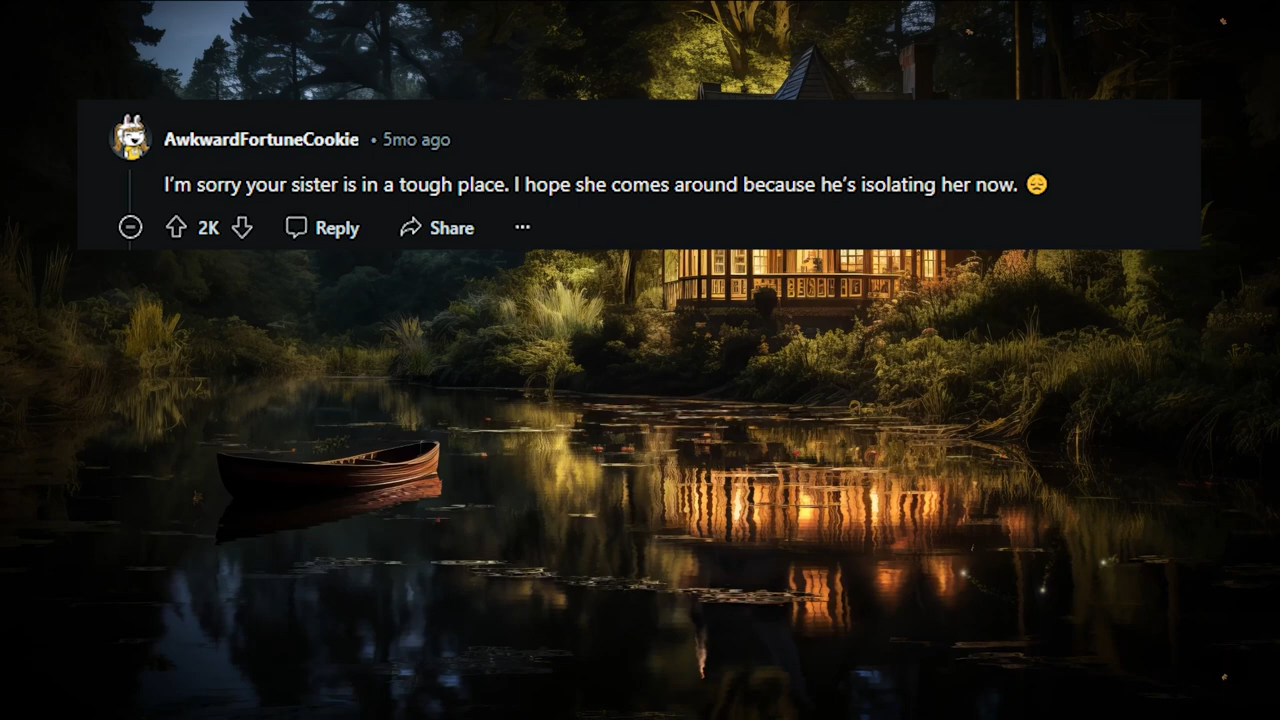 AwkwardFortuneCookie • 5mo ago
I’m sorry your sister is in a tough place. I hope she comes around because he’s isolating her now. 😔
2K Reply Share ...